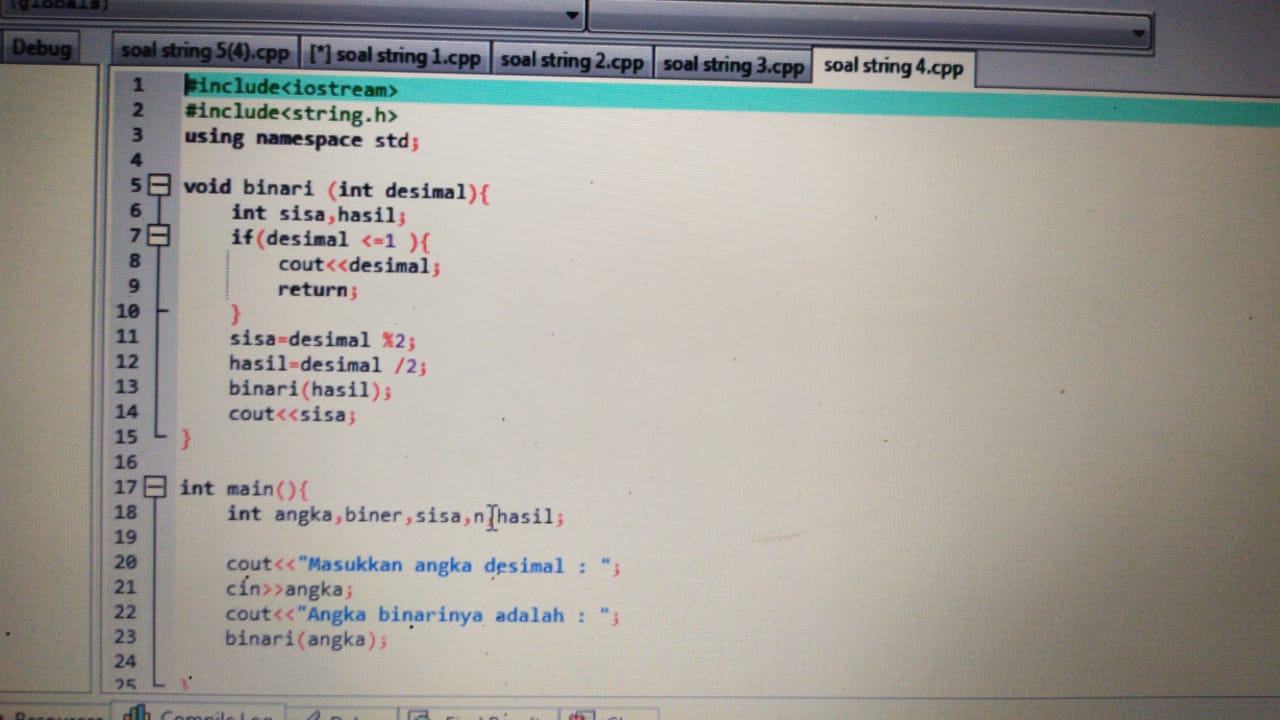 (globals)
Debug
soal string 5(4).cpp
[*] soal string 1.cpp
soal string 2.cpp
soal string 3.cpp
soal string 4.cpp
1 #include<iostream>
2 #include<string.h>
3 using namespace std;
4
5 void binari (int desimal){
6 int sisa,hasil;
7 if(desimal <=1 ){
8 cout<<desimal;
9 return;
10 }
11 sisa=desimal %2;
12 hasil=desimal /2;
13 binari(hasil);
14 cout<<sisa;
15 }
16
17 int main(){
18 int angka,biner,sisa,n,hasil;
19
20 cout<<"Masukkan angka desimal : ";
21 cin>>angka;
22 cout<<"Angka binarinya adalah : ";
23 binari(angka);
24
25 }
Compile Log